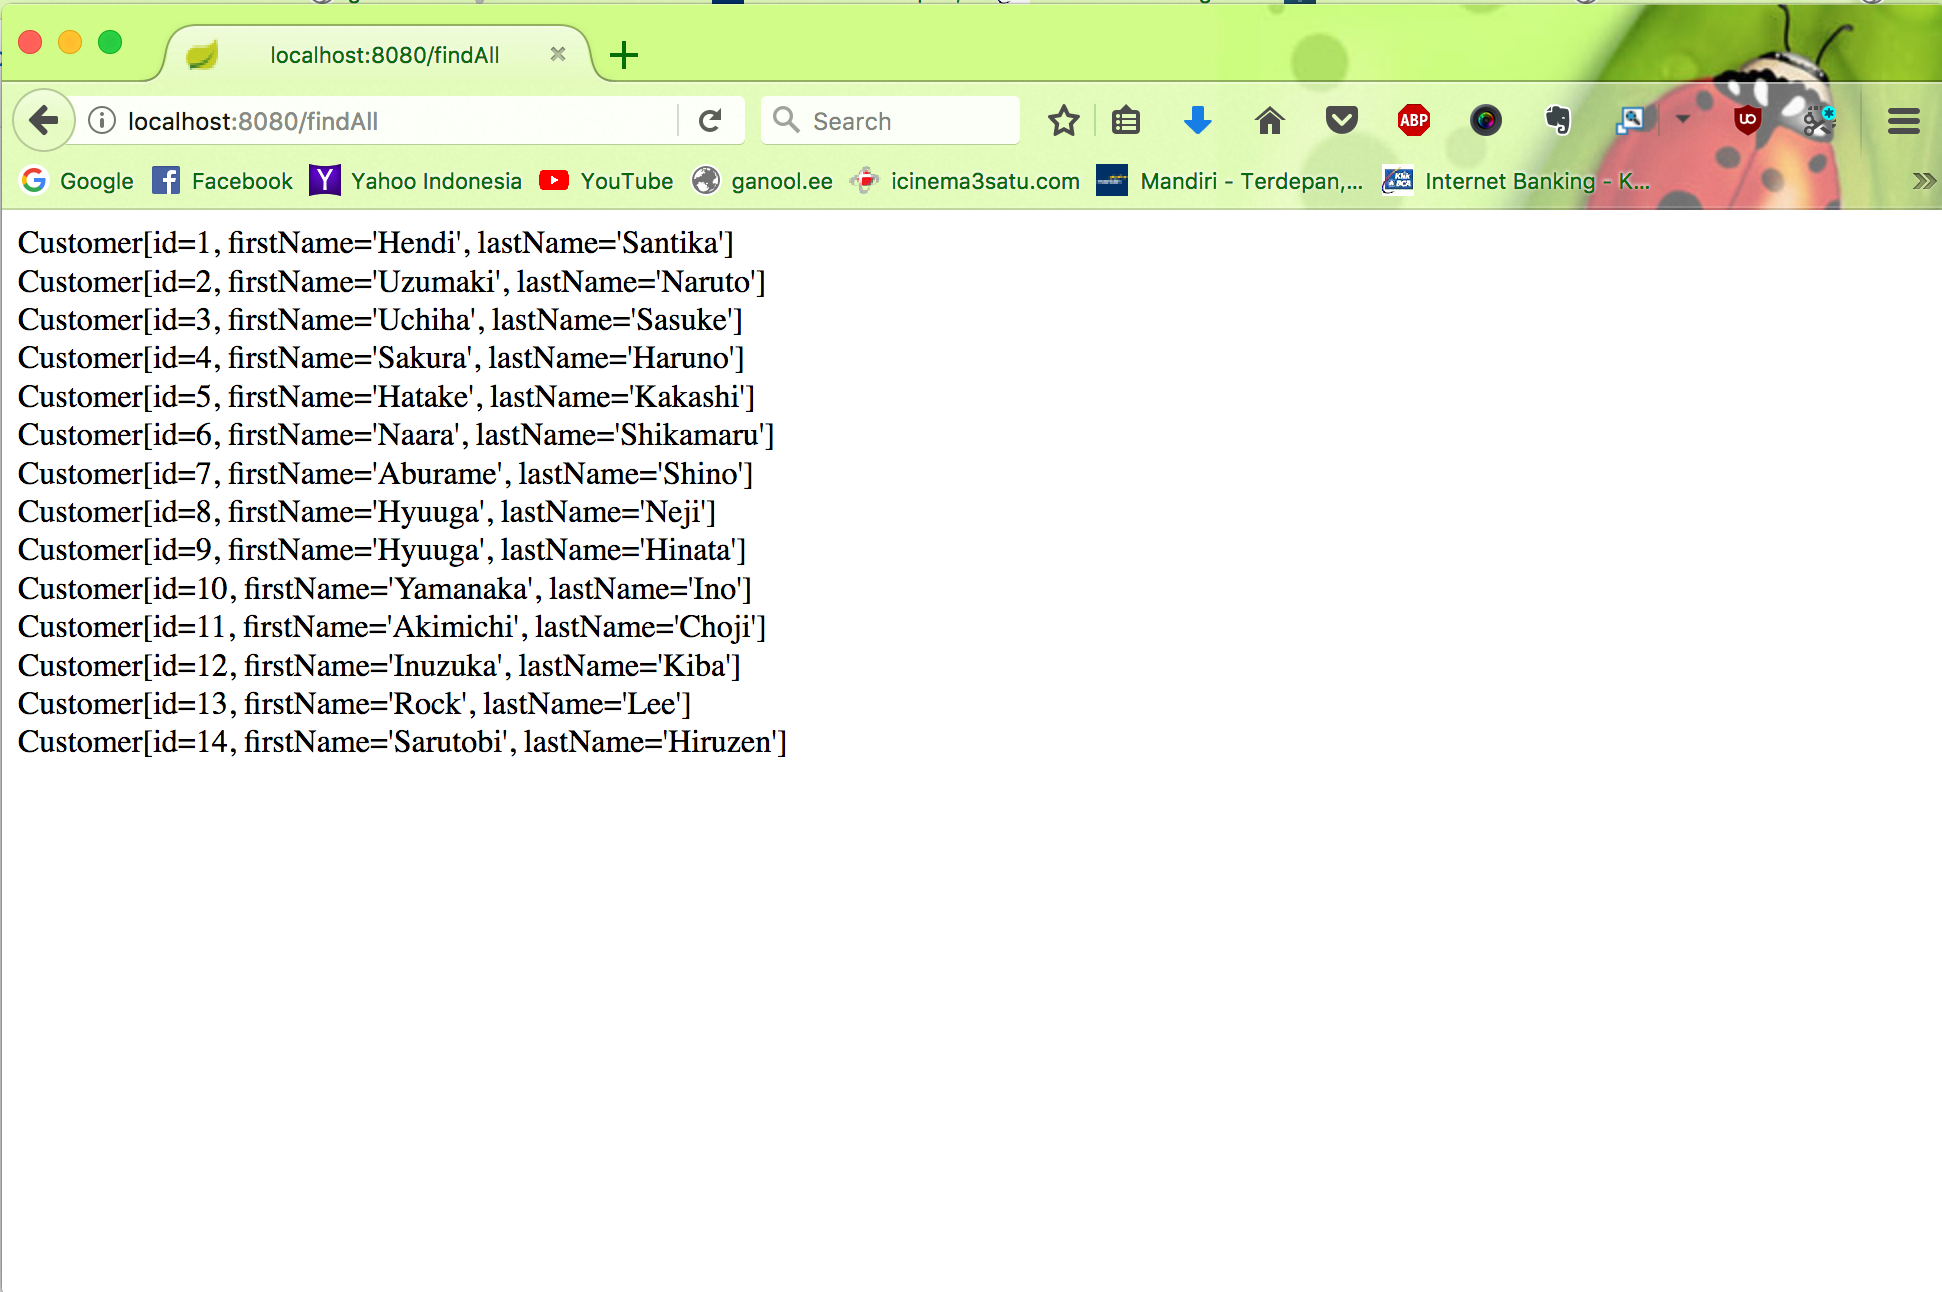 localhost:8080/findAll
localhost:8080/findAll Search ABP
Google Facebook Yahoo Indonesia YouTube ganool.ee icinema3satu.com Mandiri - Terdepan,... Internet Banking - K...
Customer[id=1, firstName='Hendi', lastName='Santika']
Customer[id=2, firstName='Uzumaki', lastName='Naruto']
Customer[id=3, firstName='Uchiha', lastName='Sasuke']
Customer[id=4, firstName='Sakura', lastName='Haruno']
Customer[id=5, firstName='Hatake', lastName='Kakashi']
Customer[id=6, firstName='Naara', lastName='Shikamaru']
Customer[id=7, firstName='Aburame', lastName='Shino']
Customer[id=8, firstName='Hyuuga', lastName='Neji']
Customer[id=9, firstName='Hyuuga', lastName='Hinata']
Customer[id=10, firstName='Yamanaka', lastName='Ino']
Customer[id=11, firstName='Akimichi', lastName='Choji']
Customer[id=12, firstName='Inuzuka', lastName='Kiba']
Customer[id=13, firstName='Rock', lastName='Lee']
Customer[id=14, firstName='Sarutobi', lastName='Hiruzen']